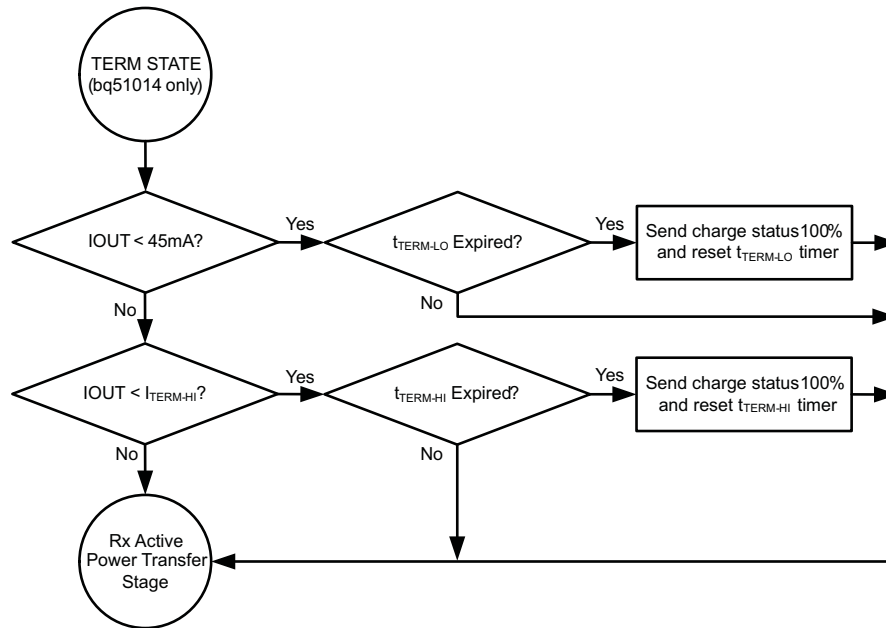 TERM STATE
(bq51014 only)
IOUT < 45mA?
Yes
tTERM-LO Expired?
Yes
Send charge status100%
and reset tTERM-LO timer
No
No
IOUT < ITERM-HI?
Yes
tTERM-HI Expired?
Yes
Send charge status100%
and reset tTERM-HI timer
No
No
Rx Active
Power Transfer
Stage